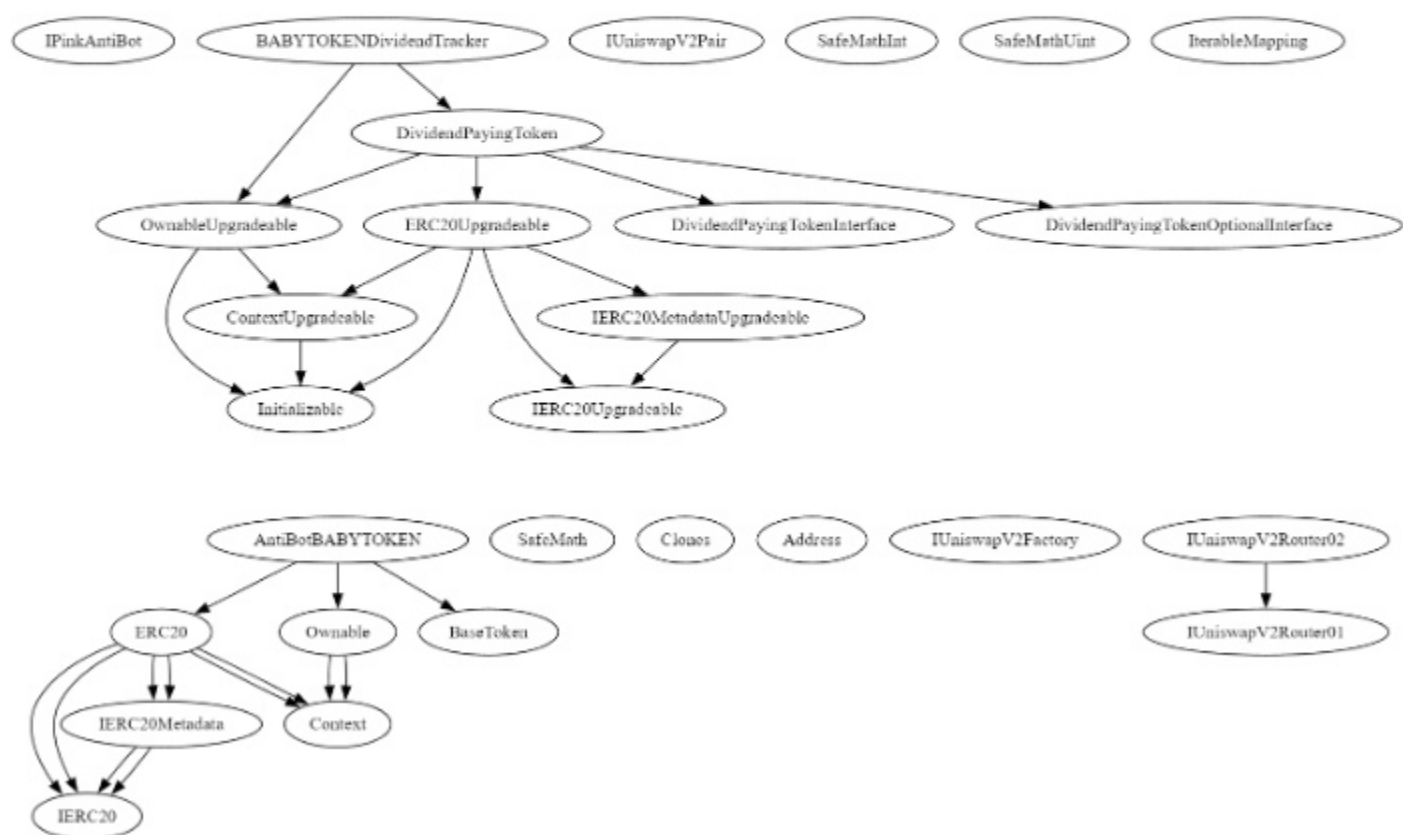 IPinkAntiBot
BABYTOKENDividendTracker
IUniswapV2Pair
SafeMathInt
SafeMathUint
IterableMapping
DividendPayingToken
OwnableUpgradeable
ERC20Upgradeable
DividendPayingTokenInterface
DividendPayingTokenOptionalInterface
ContextUpgradeable
IERC20MetadataUpgradeable
Initializable
IERC20Upgradeable
AntiBotBABYTOKEN
SafeMath
Clones
Address
IUniswapV2Factory
IUniswapV2Router02
ERC20
Ownable
BaseToken
IUniswapV2Router01
IERC20Metadata
Context
IERC20